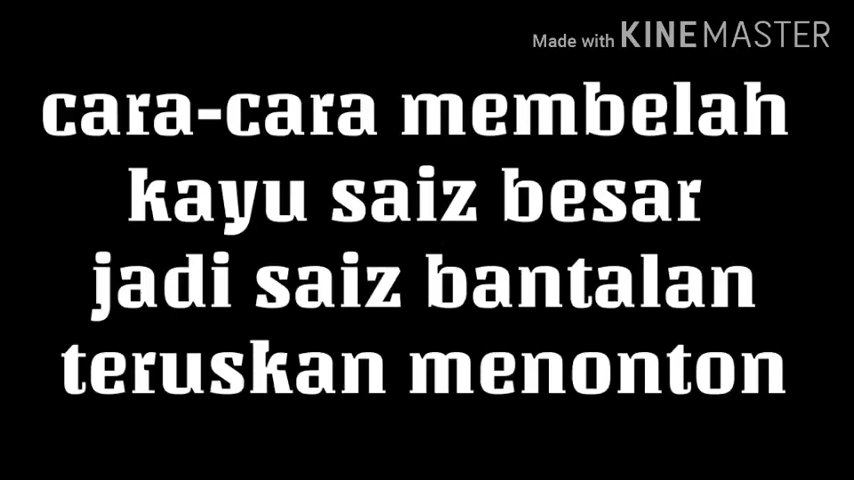 Made with KINEMASTER
cara-cara membelah
kayu saiz besar
jadi saiz bantalan
teruskan menonton